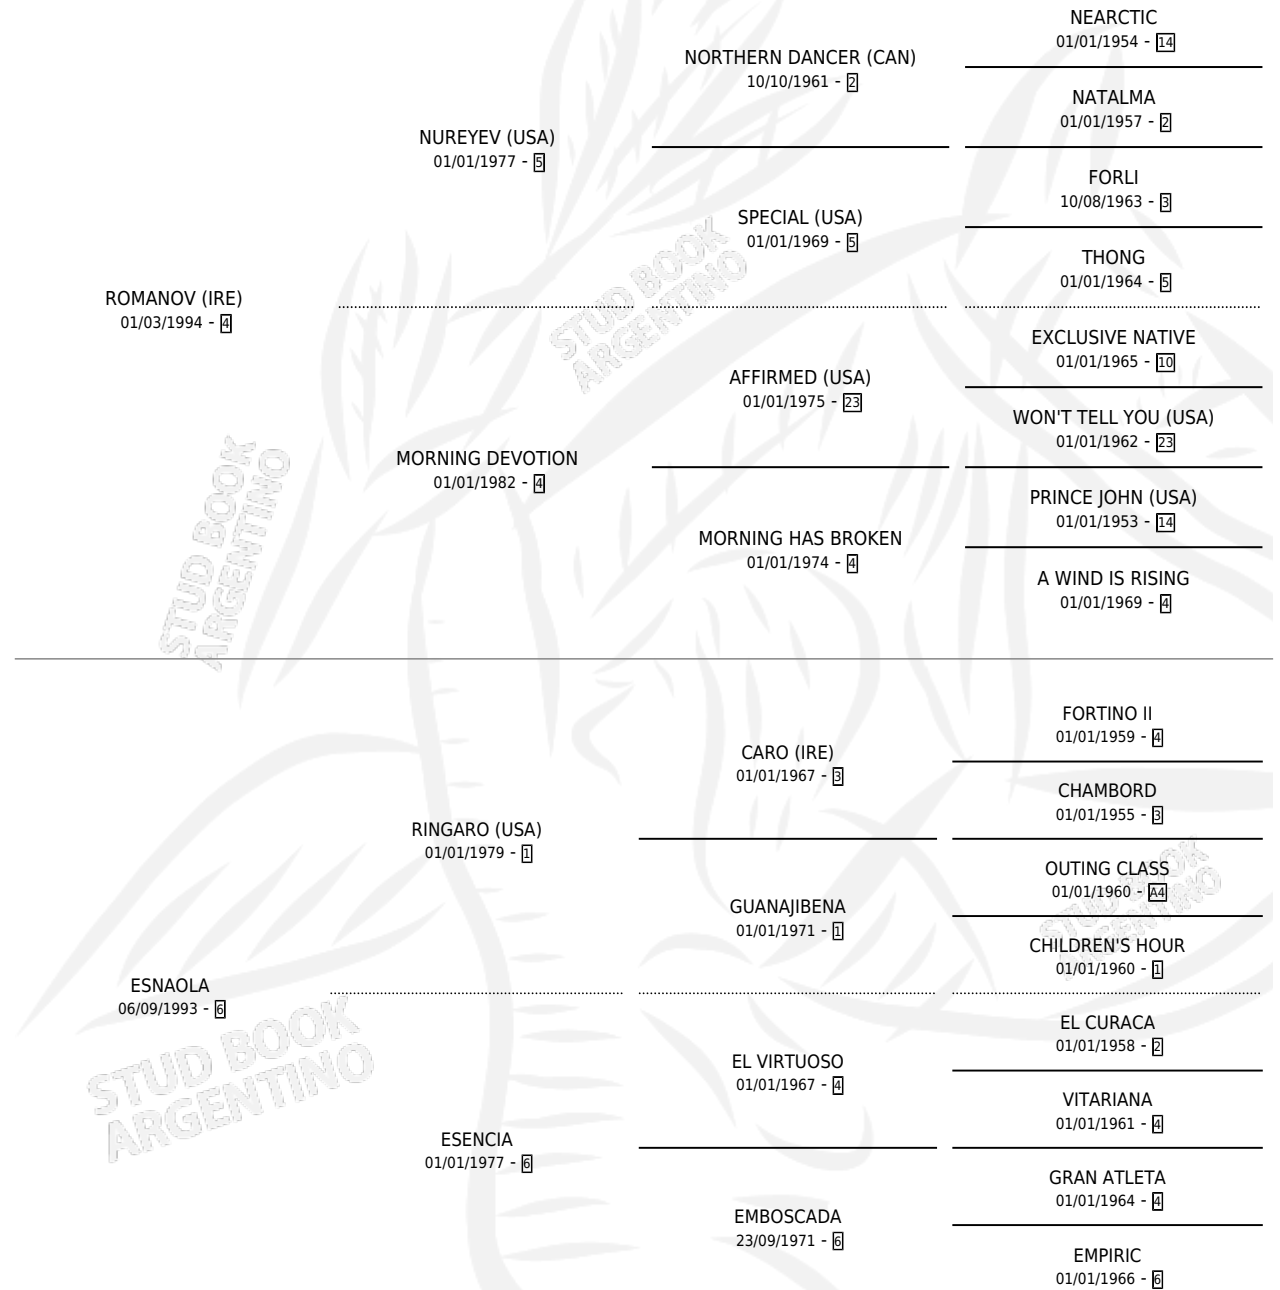 NEARCTIC
01/01/1954 - 14
NORTHERN DANCER (CAN)
10/10/1961 - 2
NATALMA
01/01/1957 - 2
NUREYEV (USA)
01/01/1977 - 5
FORLI
10/08/1963 - 3
SPECIAL (USA)
01/01/1969 - 5
THONG
01/01/1964 - 5
ROMANOV (IRE)
01/03/1994 - 4
EXCLUSIVE NATIVE
01/01/1965 - 10
AFFIRMED (USA)
01/01/1975 - 23
WON'T TELL YOU (USA)
01/01/1962 - 23
MORNING DEVOTION
01/01/1982 - 4
PRINCE JOHN (USA)
01/01/1953 - 14
MORNING HAS BROKEN
01/01/1974 - 4
A WIND IS RISING
01/01/1969 - 4
FORTINO II
01/01/1959 - 4
CARO (IRE)
01/01/1967 - 3
CHAMBORD
01/01/1955 - 3
RINGARO (USA)
01/01/1979 - 1
OUTING CLASS
01/01/1960 - A4
GUANAJIBENA
01/01/1971 - 1
CHILDREN'S HOUR
01/01/1960 - 1
ESNAOLA
06/09/1993 - 6
EL CURACA
01/01/1958 - 2
EL VIRTUOSO
01/01/1967 - 4
VITARIANA
01/01/1961 - 4
ESENCIA
01/01/1977 - 6
GRAN ATLETA
01/01/1964 - 4
EMBOSCADA
23/09/1971 - 6
EMPIRIC
01/01/1966 - 6
STUD BOOK
ARGENTINO
STUD BOOK
ARGENTINO
STUD BOOK
ARGENTINO
STUD BOOK
ARGENTINO